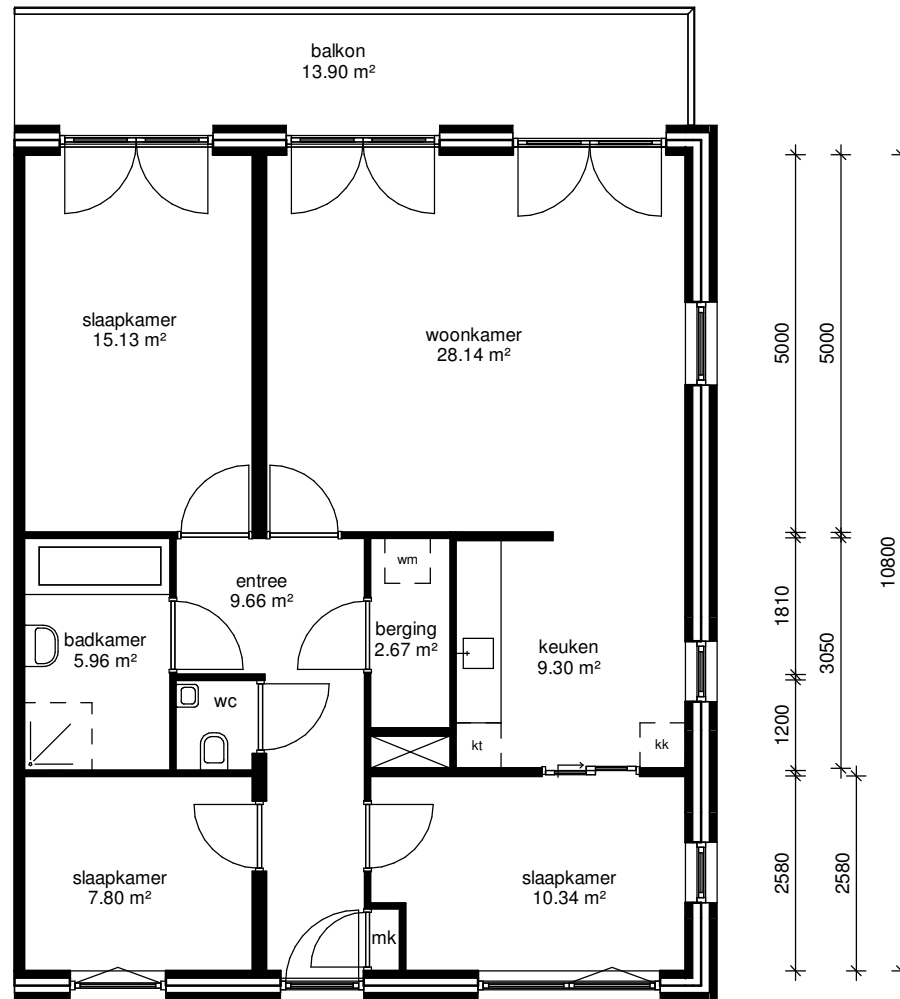 balkon
13.90 m²
slaapkamer
15.13 m²
woonkamer
28.14 m²
5000
5000
10800
entree
9.66 m²
wm
badkamer
5.96 m²
berging
2.67 m²
keuken
9.30 m²
1810
3050
wc
1200
kt
kk
slaapkamer
7.80 m²
slaapkamer
10.34 m²
2580
2580
mk